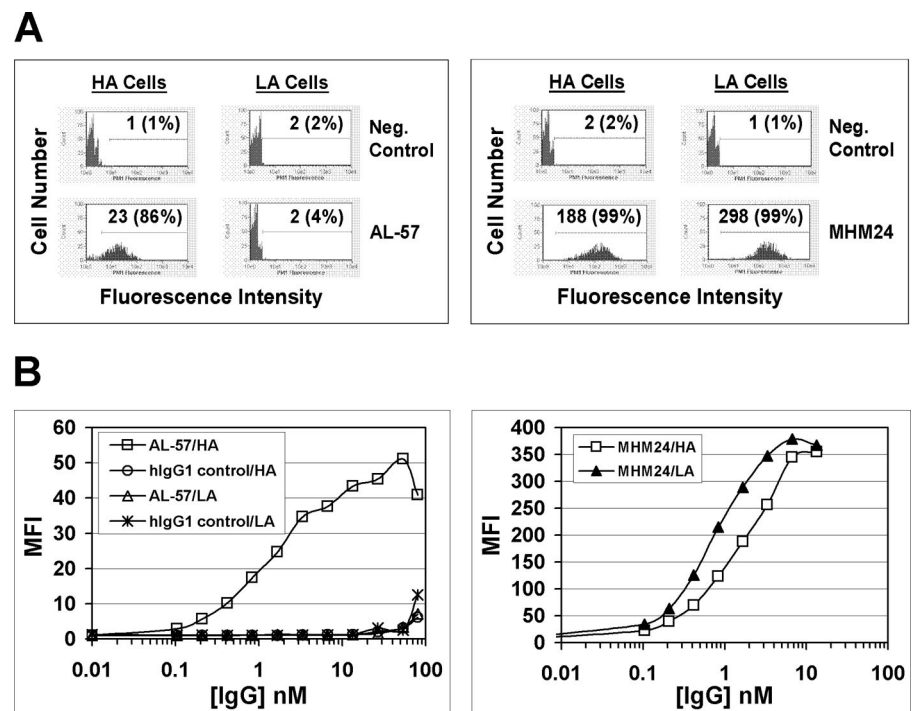 A
HA Cells
LA Cells
1 (1%)
2 (2%)
Neg.
Control
Cell Number
23 (86%)
2 (4%)
AL-57
Fluorescence Intensity
HA Cells
LA Cells
2 (2%)
1 (1%)
Neg.
Control
Cell Number
188 (99%)
298 (99%)
MHM24
Fluorescence Intensity
B
60
50
40
30
20
10
0
MFI
AL-57/HA
hIgG1 control/HA
AL-57/LA
hIgG1 control/LA
0.01
0.1
1
10
100
[IgG] nM
400
350
300
250
200
150
100
50
0
MFI
MHM24/HA
MHM24/LA
0.01
0.1
1
10
100
[IgG] nM